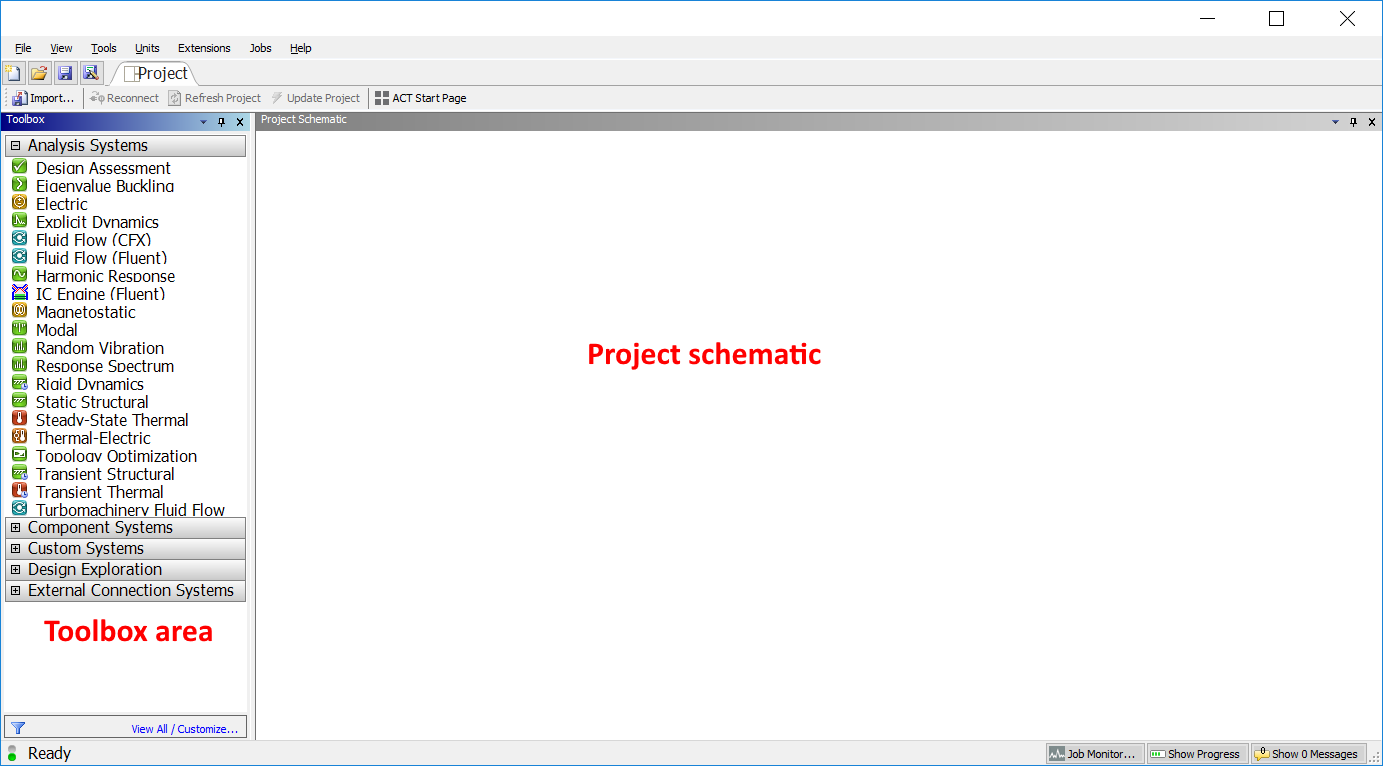 File View Tools Units Extensions Jobs Help
Project
Import... Reconnect Refresh Project Update Project ACT Start Page
Toolbox
Project Schematic
Analysis Systems
Design Assessment
Eigenvalue Buckling
Electric
Explicit Dynamics
Fluid Flow (CFX)
Fluid Flow (Fluent)
Harmonic Response
IC Engine (Fluent)
Magnetostatic
Modal
Random Vibration
Response Spectrum
Rigid Dynamics
Static Structural
Steady-State Thermal
Thermal-Electric
Topology Optimization
Transient Structural
Transient Thermal
Turbomachinery Fluid Flow
Component Systems
Custom Systems
Design Exploration
External Connection Systems
Toolbox area
Project schematic
View All / Customize...
Ready
Job Monitor... Show Progress 0 Show 0 Messages